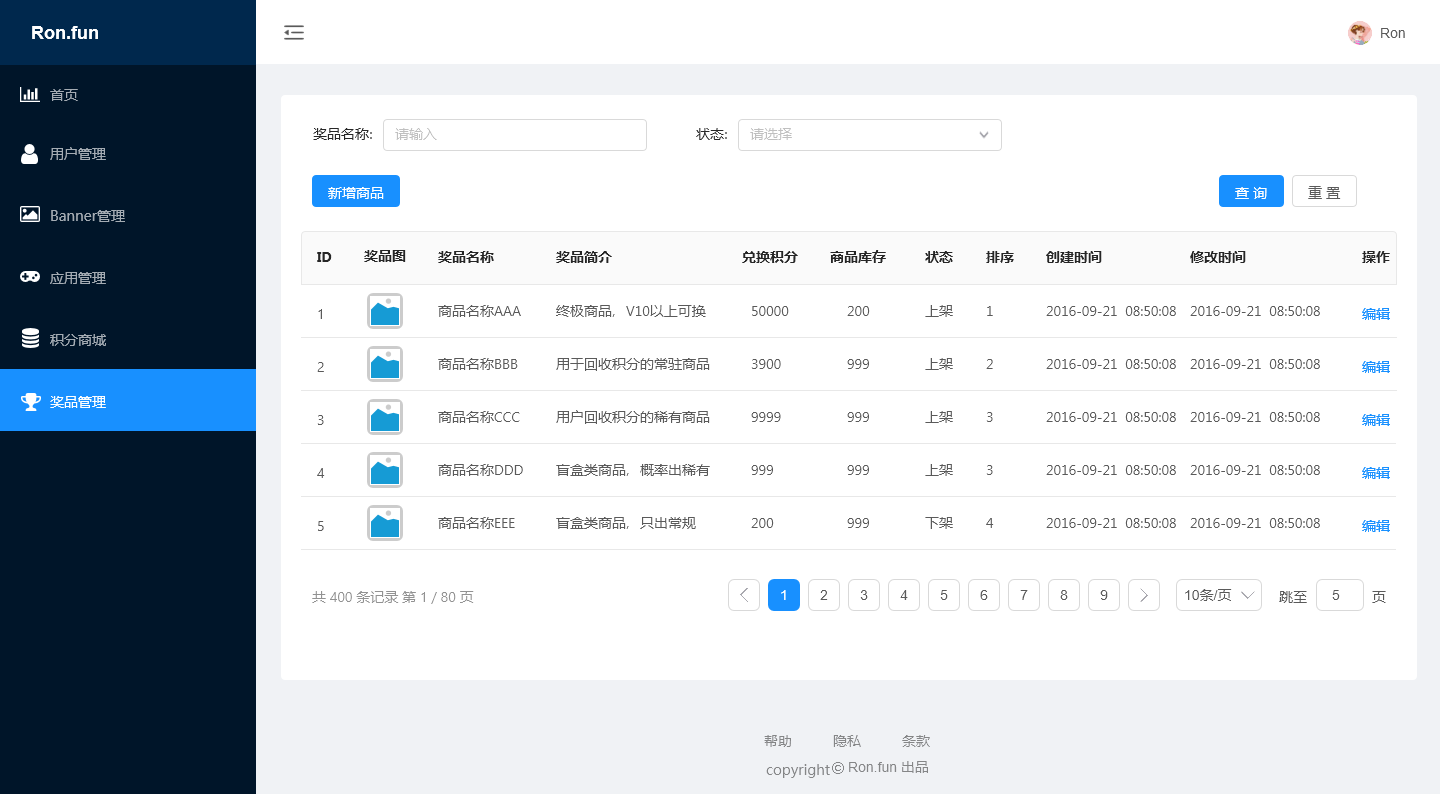 Ron.fun
Ron
首页
用户管理
Banner管理
应用管理
积分商城
奖品管理
奖品名称: 请输入 状态: 请选择
新增商品 查 询 重 置
ID 奖品图 奖品名称 奖品简介 兑换积分 商品库存 状态 排序 创建时间 修改时间 操作
1 商品名称AAA 终极商品，V10以上可换 50000 200 上架 1 2016-09-21 08:50:08 2016-09-21 08:50:08 编辑
2 商品名称BBB 用于回收积分的常驻商品 3900 999 上架 2 2016-09-21 08:50:08 2016-09-21 08:50:08 编辑
3 商品名称CCC 用户回收积分的稀有商品 9999 999 上架 3 2016-09-21 08:50:08 2016-09-21 08:50:08 编辑
4 商品名称DDD 盲盒类商品，概率出稀有 999 999 上架 3 2016-09-21 08:50:08 2016-09-21 08:50:08 编辑
5 商品名称EEE 盲盒类商品，只出常规 200 999 下架 4 2016-09-21 08:50:08 2016-09-21 08:50:08 编辑
共 400 条记录 第 1 / 80 页 1 2 3 4 5 6 7 8 9 10条/页 跳至 5 页
帮助 隐私 条款
copyright© Ron.fun 出品